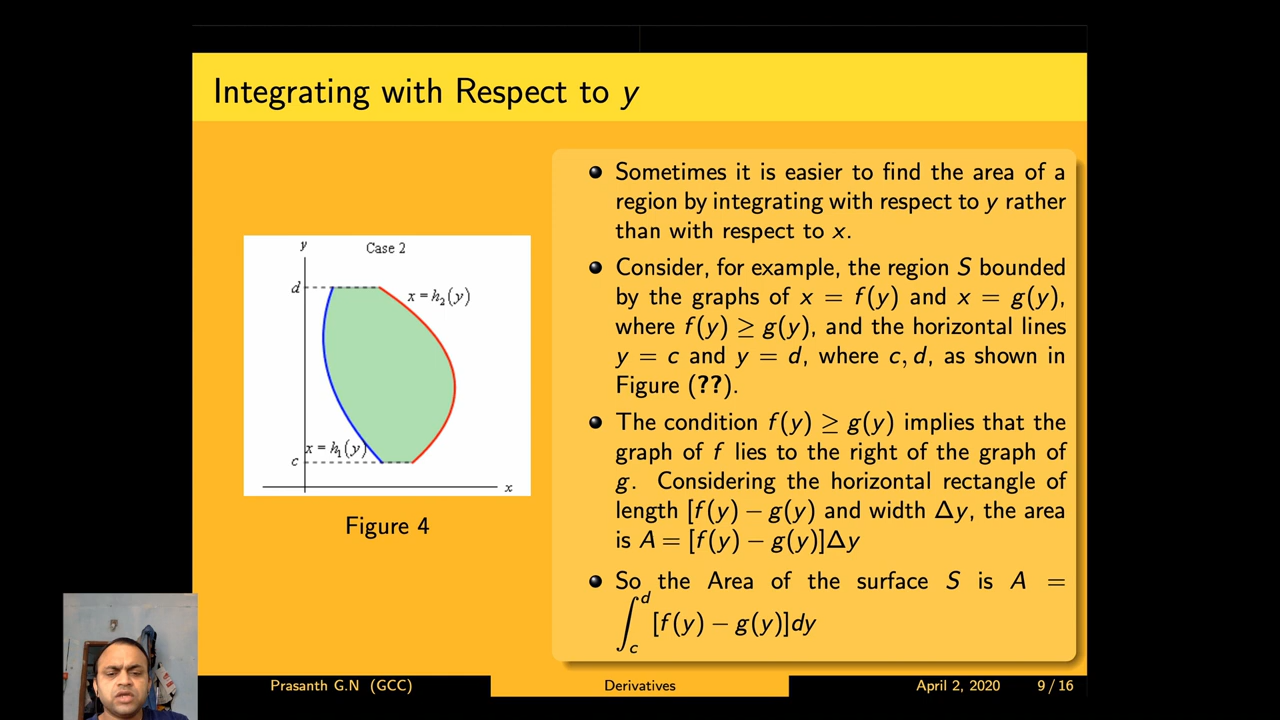 Integrating with Respect to y
y
Case 2
d
x = h₂(y)
x = h₁(y)
c
x
Figure 4
Sometimes it is easier to find the area of a
region by integrating with respect to y rather
than with respect to x.
Consider, for example, the region S bounded
by the graphs of x = f(y) and x = g(y),
where f(y) ≥ g(y), and the horizontal lines
y = c and y = d, where c, d, as shown in
Figure (??).
The condition f(y) ≥ g(y) implies that the
graph of f lies to the right of the graph of
g. Considering the horizontal rectangle of
length [f(y) − g(y) and width Δy, the area
is A = [f(y) − g(y)]Δy
So the Area of the surface S is A =
∫_c^d [f(y) − g(y)]dy
Prasanth G.N (GCC)
Derivatives
April 2, 2020
9 / 16